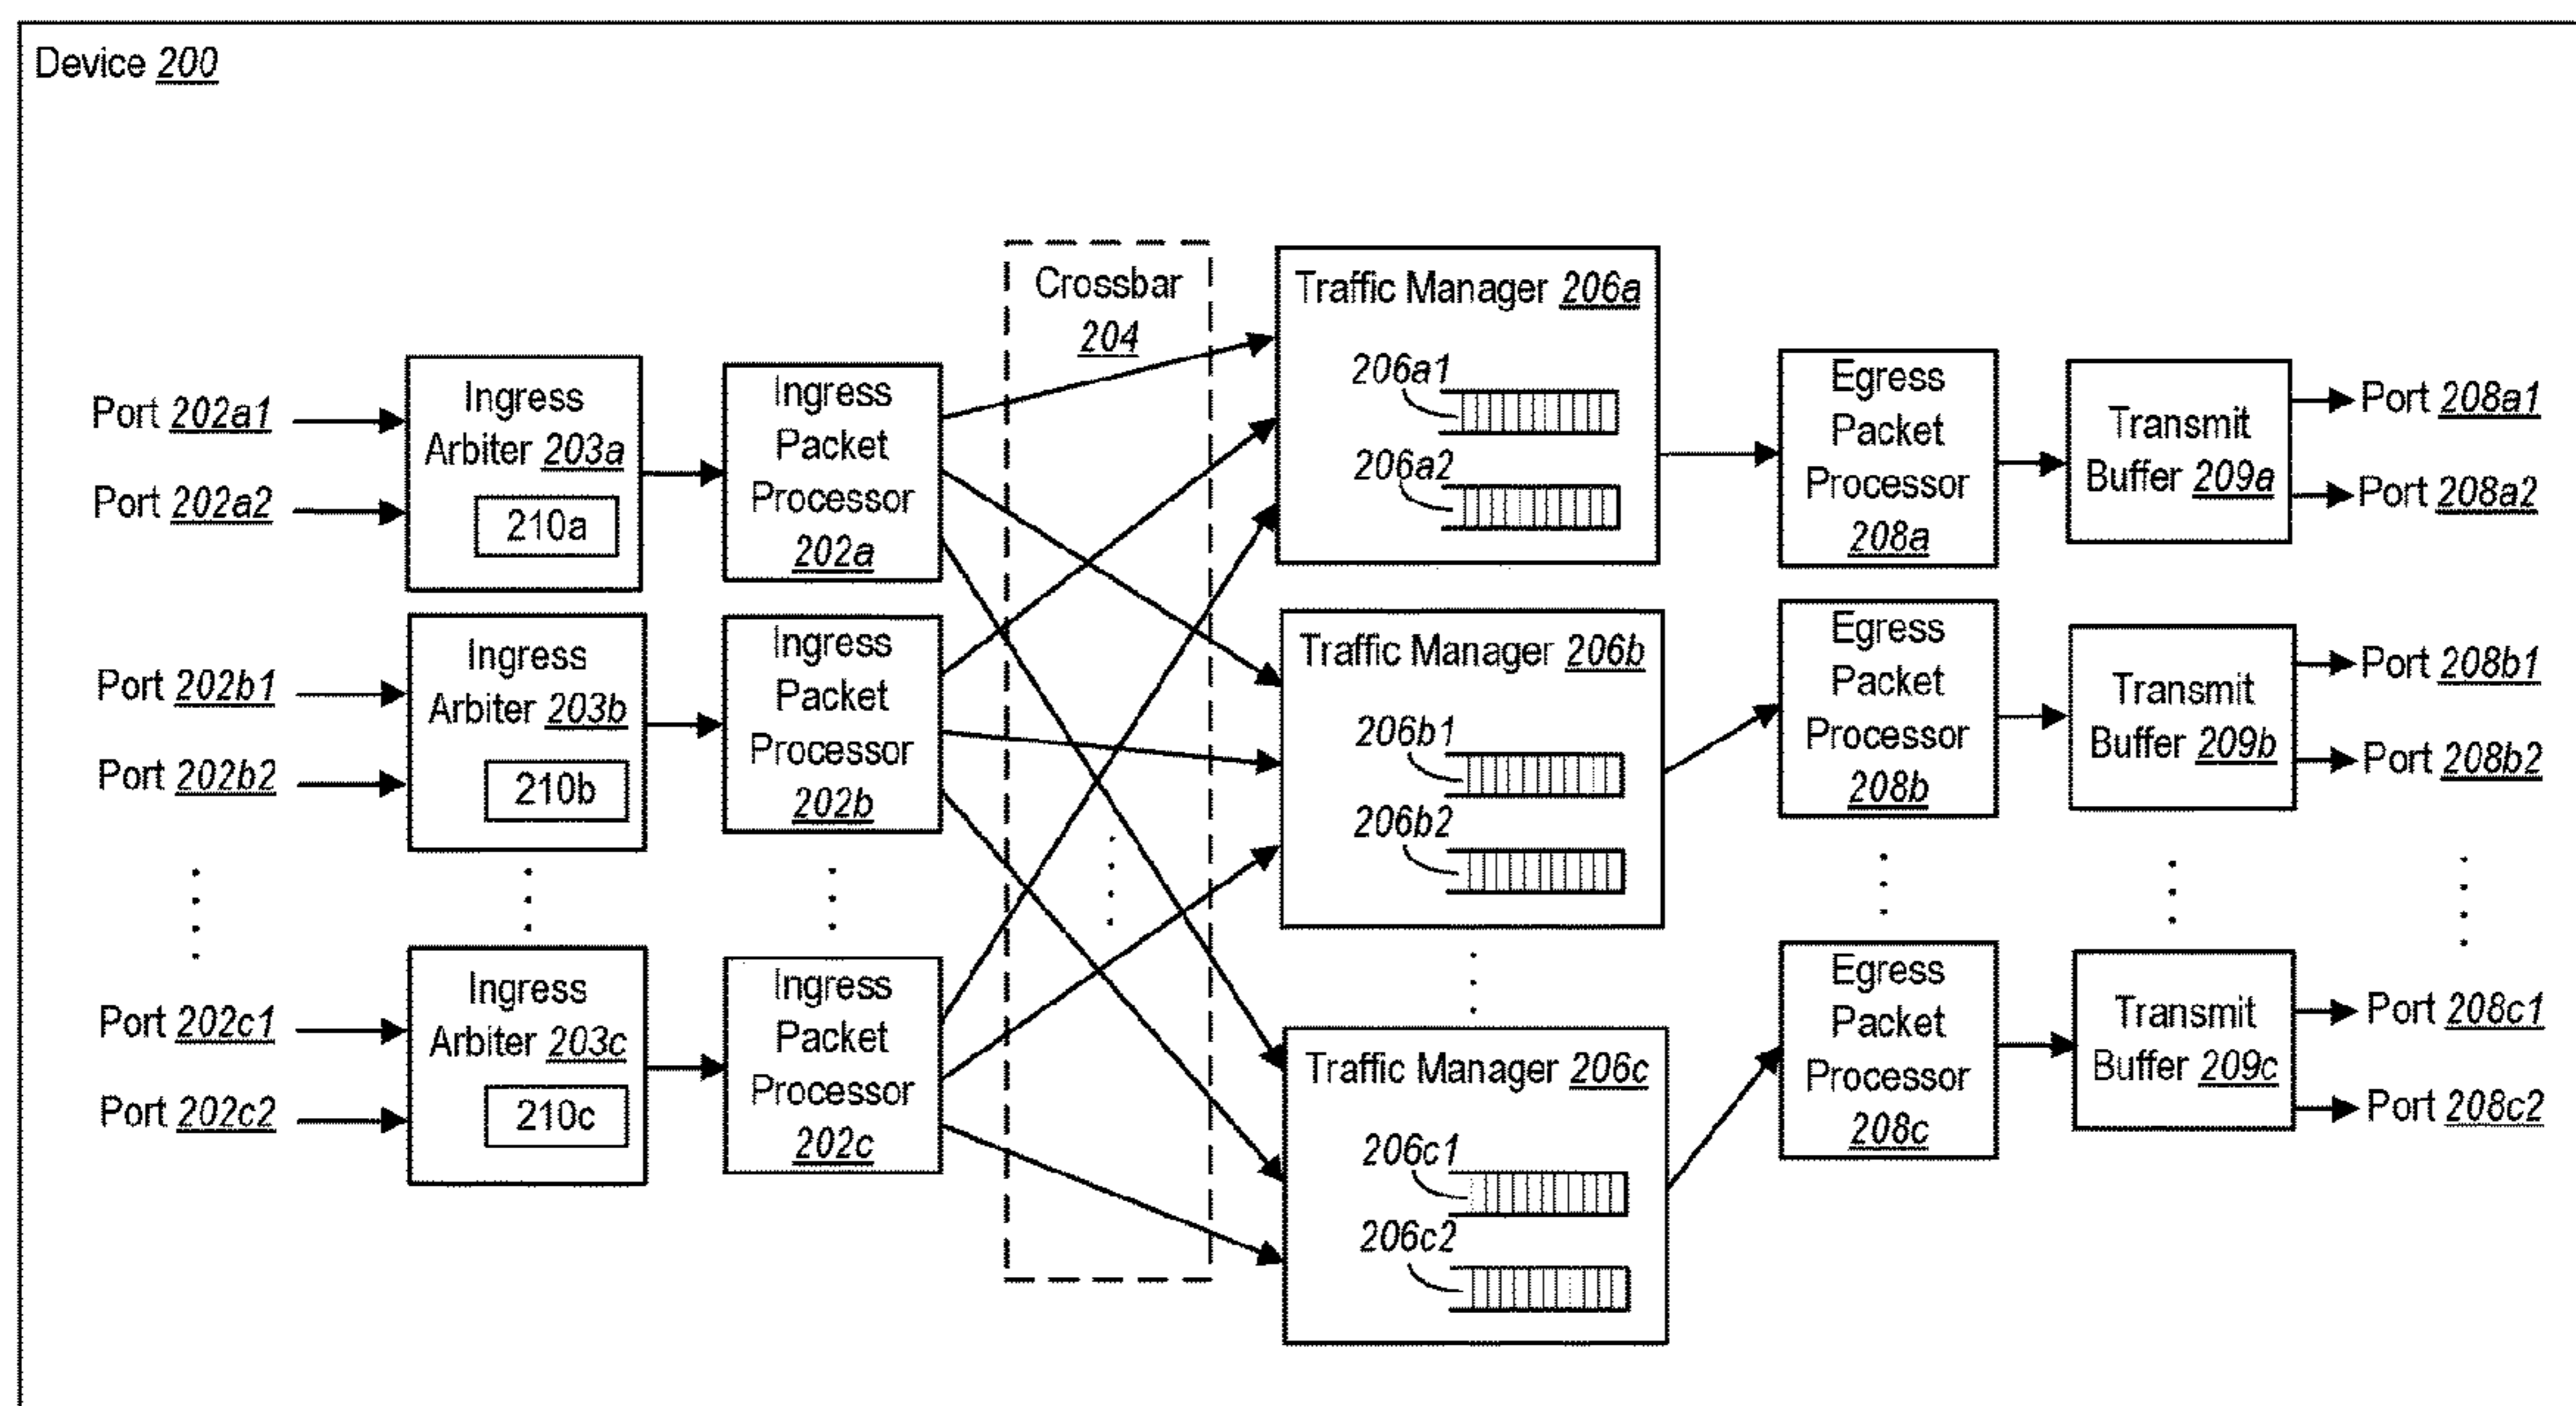 Device 200
Crossbar
204
Port 202a1
Port 202a2
Ingress
Arbiter 203a
210a
Ingress
Packet
Processor
202a
Traffic Manager 206a
206a1
206a2
Egress
Packet
Processor
208a
Transmit
Buffer 209a
Port 208a1
Port 208a2
Port 202b1
Port 202b2
Ingress
Arbiter 203b
210b
Ingress
Packet
Processor
202b
Traffic Manager 206b
206b1
206b2
Egress
Packet
Processor
208b
Transmit
Buffer 209b
Port 208b1
Port 208b2
Port 202c1
Port 202c2
Ingress
Arbiter 203c
210c
Ingress
Packet
Processor
202c
Traffic Manager 206c
206c1
206c2
Egress
Packet
Processor
208c
Transmit
Buffer 209c
Port 208c1
Port 208c2